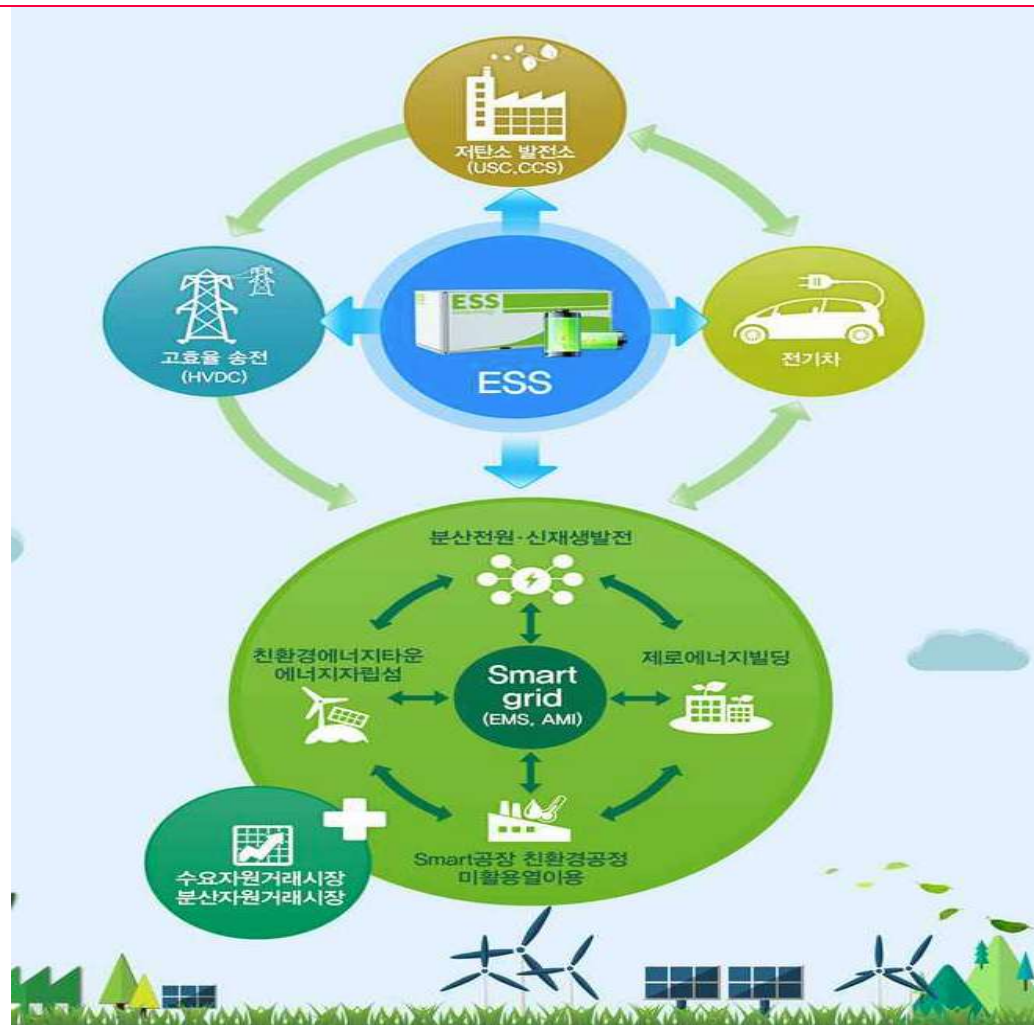 저탄소 발전소
(USC,CCS)
고효율 송전
(HVDC)
ESS
ESS
전기차
분산전원·신재생발전
친환경에너지타운
에너지자립섬
Smart
grid
(EMS, AMI)
제로에너지빌딩
Smart공장 친환경공정
미활용열이용
수요자원거래시장
분산자원거래시장